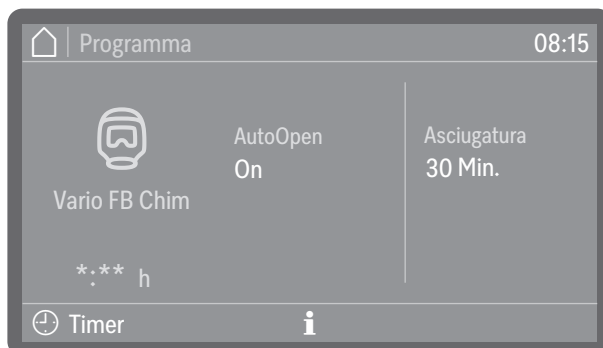 Programma 08:15
AutoOpen
On
Asciugatura
30 Min.
Vario FB Chim
*:** h
Timer i